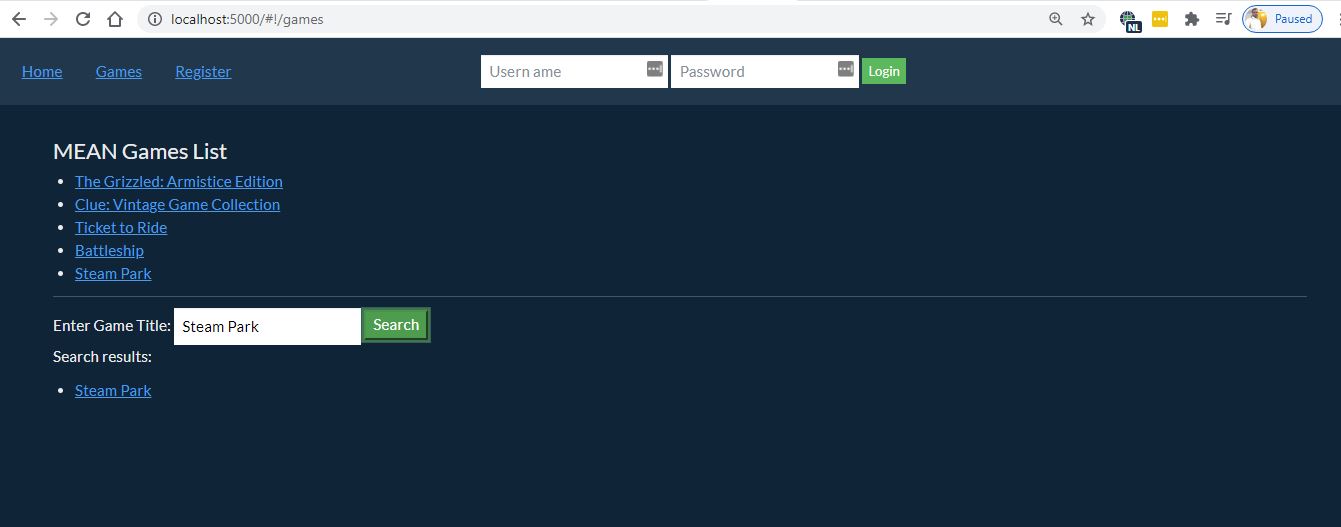 localhost:5000/#!/games
NL
Paused
Home Games Register Usern ame Password Login
MEAN Games List
The Grizzled: Armistice Edition
Clue: Vintage Game Collection
Ticket to Ride
Battleship
Steam Park
Enter Game Title: Steam Park Search
Search results:
Steam Park